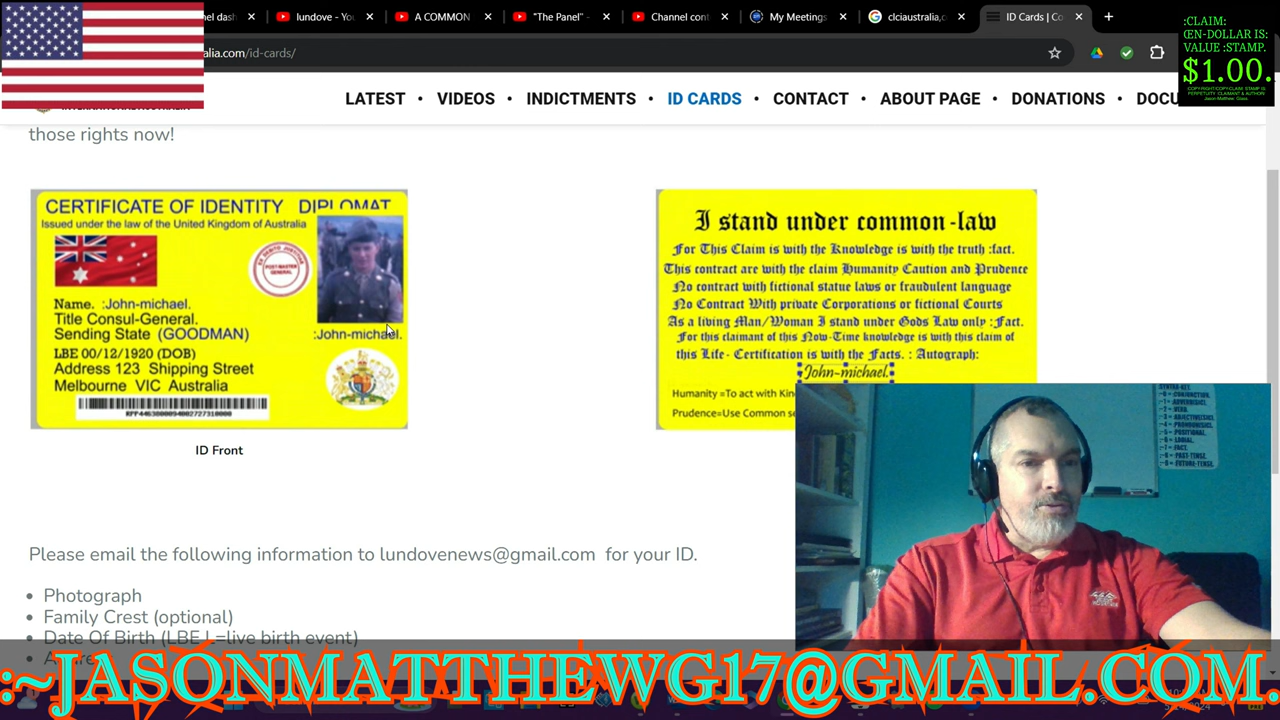 lundove - Yo
A COMMON
"The Panel" -
Channel cont
My Meetings
clciaustralia,o
ID Cards | Co
alia.com/id-cards/
:CLAIM:
VALUE :STAMP.
$1.00.
LATEST • VIDEOS • INDICTMENTS • ID CARDS • CONTACT • ABOUT PAGE • DONATIONS • DOCU
those rights now!
CERTIFICATE OF IDENTITY DIPLOMAT
Issued under the law of the United Kingdom of Australia
Name. :John-michael.
Title Consul-General.
Sending State (GOODMAN)
:John-michael.
LBE 00/12/1920 (DOB)
Address 123 Shipping Street
Melbourne VIC Australia
ID Front
I stand under common-law
For This Claim is with the Knowledge is with the truth :fact.
This contract are with the claim Humanity Caution and Prudence
No contract with fictional statue laws or fraudulent language
No Contract With private Corporations or fictional Courts
As a living Man/Woman I stand under Gods Law only :Fact.
For this claimant of this Now-Time knowledge is with this claim of
this Life- Certification is with the Facts. : Autograph:
:John-michael.
Humanity =To act with Kin
Prudence=Use Common se
Please email the following information to lundovenews@gmail.com for your ID.
• Photograph
• Family Crest (optional)
• Date Of Birth (LBE L=live birth event)
:~JASONMATTHEWG17@GMAIL.COM.